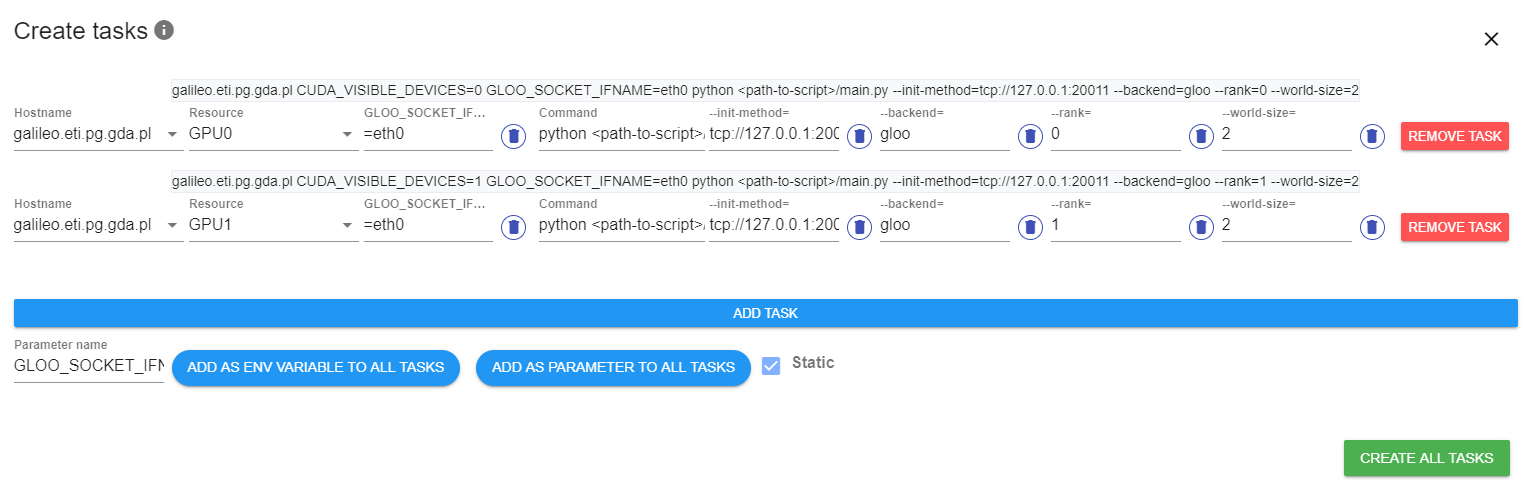 Create tasks
galileo.eti.pg.gda.pl CUDA_VISIBLE_DEVICES=0 GLOO_SOCKET_IFNAME=eth0 python <path-to-script>/main.py --init-method=tcp://127.0.0.1:20011 --backend=gloo --rank=0 --world-size=2
Hostname Resource GLOO_SOCKET_IF... Command --init-method= --backend= --rank= --world-size=
galileo.eti.pg.gda.pl GPU0 =eth0 python <path-to-script>/ tcp://127.0.0.1:200 gloo 0 2 REMOVE TASK
galileo.eti.pg.gda.pl CUDA_VISIBLE_DEVICES=1 GLOO_SOCKET_IFNAME=eth0 python <path-to-script>/main.py --init-method=tcp://127.0.0.1:20011 --backend=gloo --rank=1 --world-size=2
Hostname Resource GLOO_SOCKET_IF... Command --init-method= --backend= --rank= --world-size=
galileo.eti.pg.gda.pl GPU1 =eth0 python <path-to-script>/ tcp://127.0.0.1:200 gloo 1 2 REMOVE TASK
ADD TASK
Parameter name
GLOO_SOCKET_IFN ADD AS ENV VARIABLE TO ALL TASKS ADD AS PARAMETER TO ALL TASKS Static
CREATE ALL TASKS